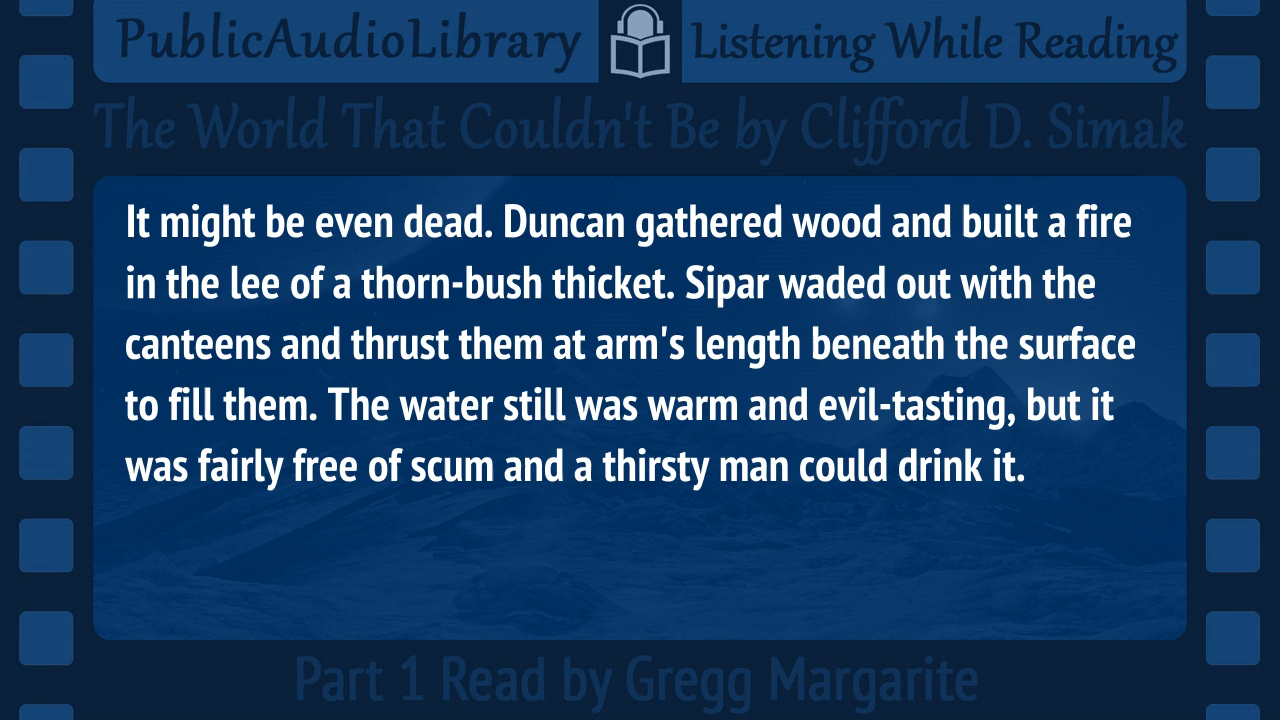 PublicAudioLibrary Listening While Reading
The World That Couldn't Be by Clifford D. Simak
It might be even dead. Duncan gathered wood and built a fire
in the lee of a thorn-bush thicket. Sipar waded out with the
canteens and thrust them at arm's length beneath the surface
to fill them. The water still was warm and evil-tasting, but it
was fairly free of scum and a thirsty man could drink it.
Part 1 Read by Gregg Margarite